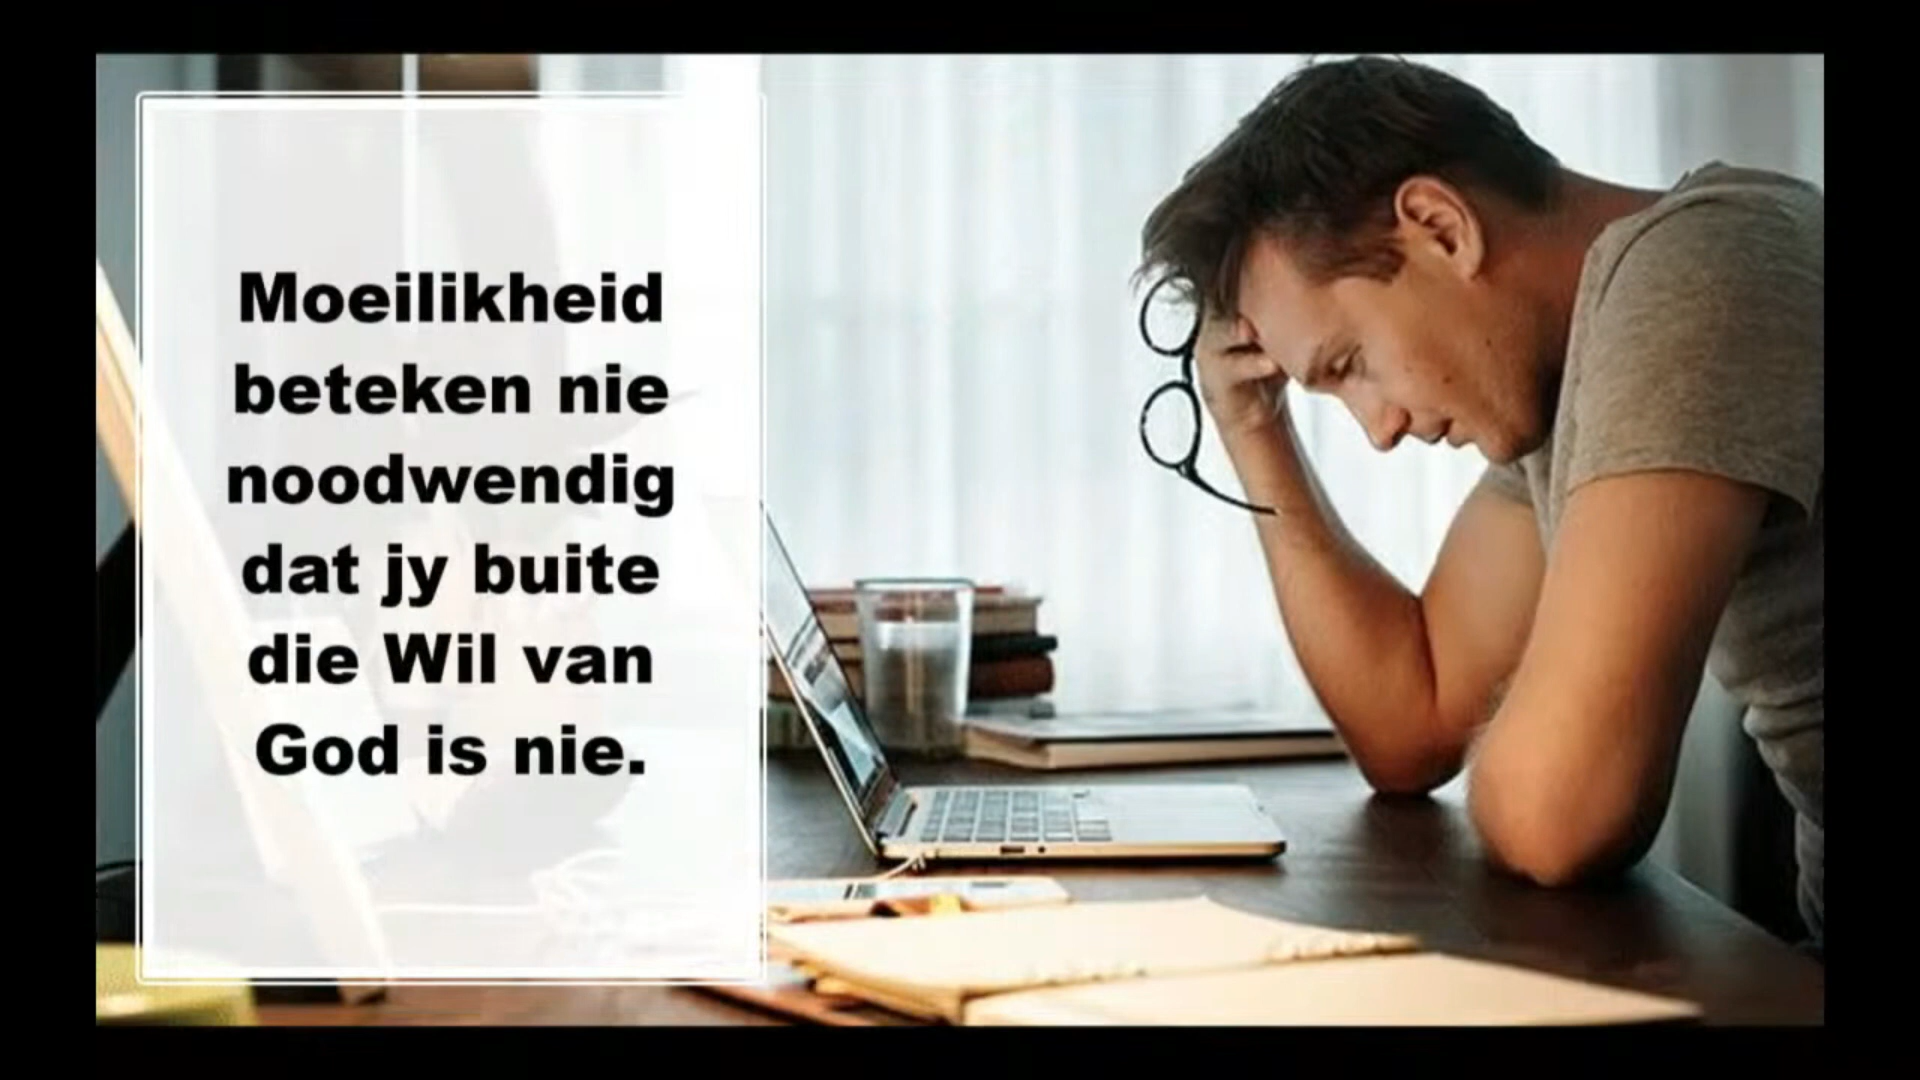 Moeilikheid
beteken nie
noodwendig
dat jy buite
die Wil van
God is nie.